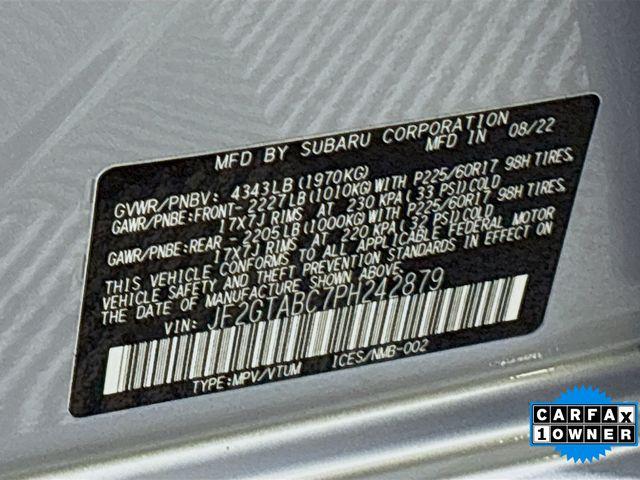 MFD BY SUBARU CORPORATION
MFD IN 08/22
GVWR/PNBV: 4343LB(1970KG)
GAWR/PNBE:FRONT-2227LB(1010KG)WITH P225/60R17 98H TIRES,
17X7J RIMS AT 230 KPA(.33 PSI)COLD
GAWR/PNBE:REAR -2205LB(1000KG)WITH P225/60R17 98H TIRES,
17X7J RIMS AT 220 KPA(.32 PSI)COLD
THIS VEHICLE CONFORMS TO ALL APPLICABLE FEDERAL MOTOR
VEHICLE SAFETY AND THEFT PREVENTION STANDARDS IN EFFECT ON
THE DATE OF MANUFACTURE SHOWN ABOVE.
VIN: JF2GTABC7PH242879
TYPE:MPV/VTUM ICES/NMB-002
CARFAX
1 OWNER